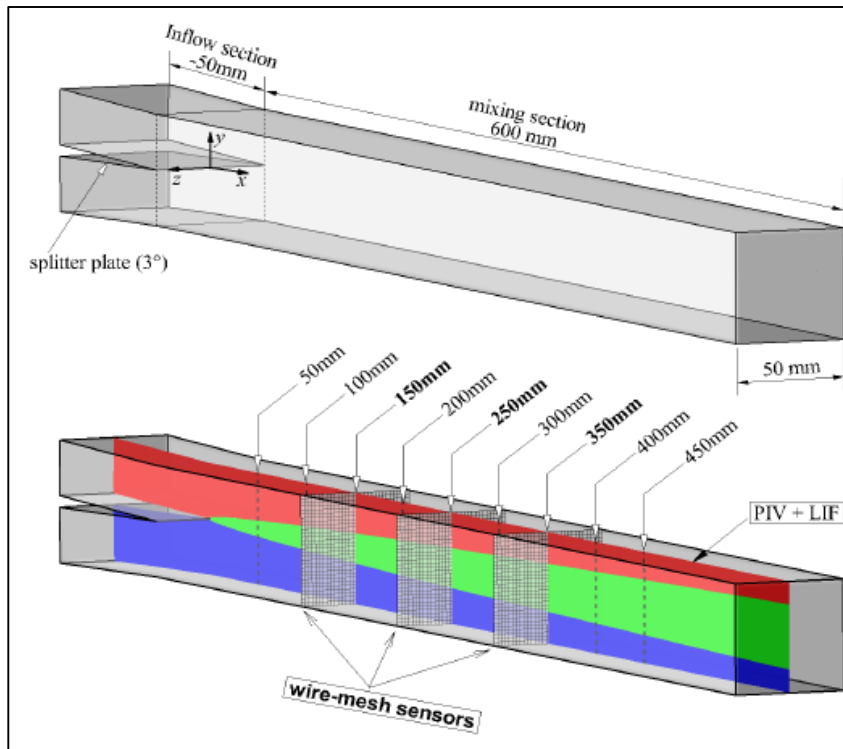 Inflow section
-50mm
mixing section
600 mm
y
z
x
splitter plate (3°)
50 mm
50mm
100mm
150mm
200mm
250mm
300mm
350mm
400mm
450mm
PIV + LIF
wire-mesh sensors